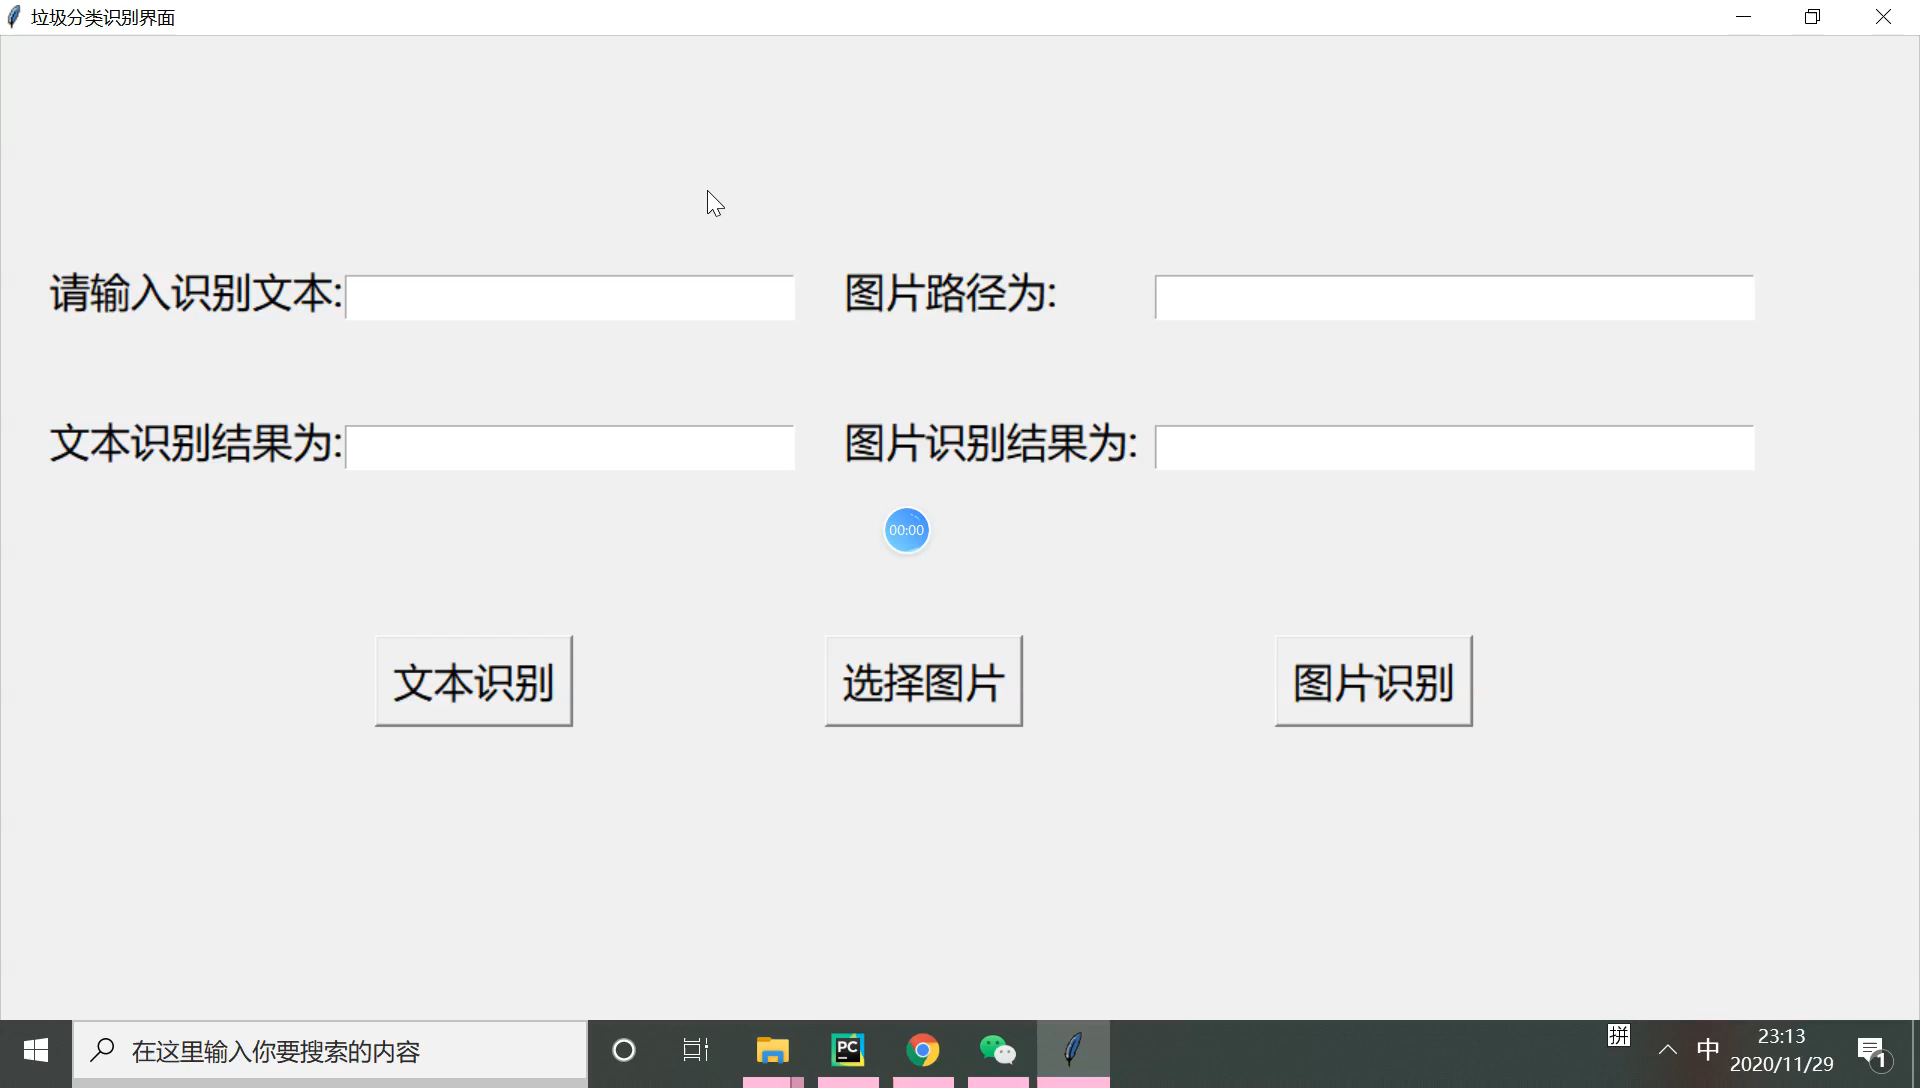 垃圾分类识别界面
请输入识别文本:
图片路径为:
文本识别结果为:
图片识别结果为:
00:00
文本识别
选择图片
图片识别
在这里输入你要搜索的内容
PC
拼
中
23:13
2020/11/29
1